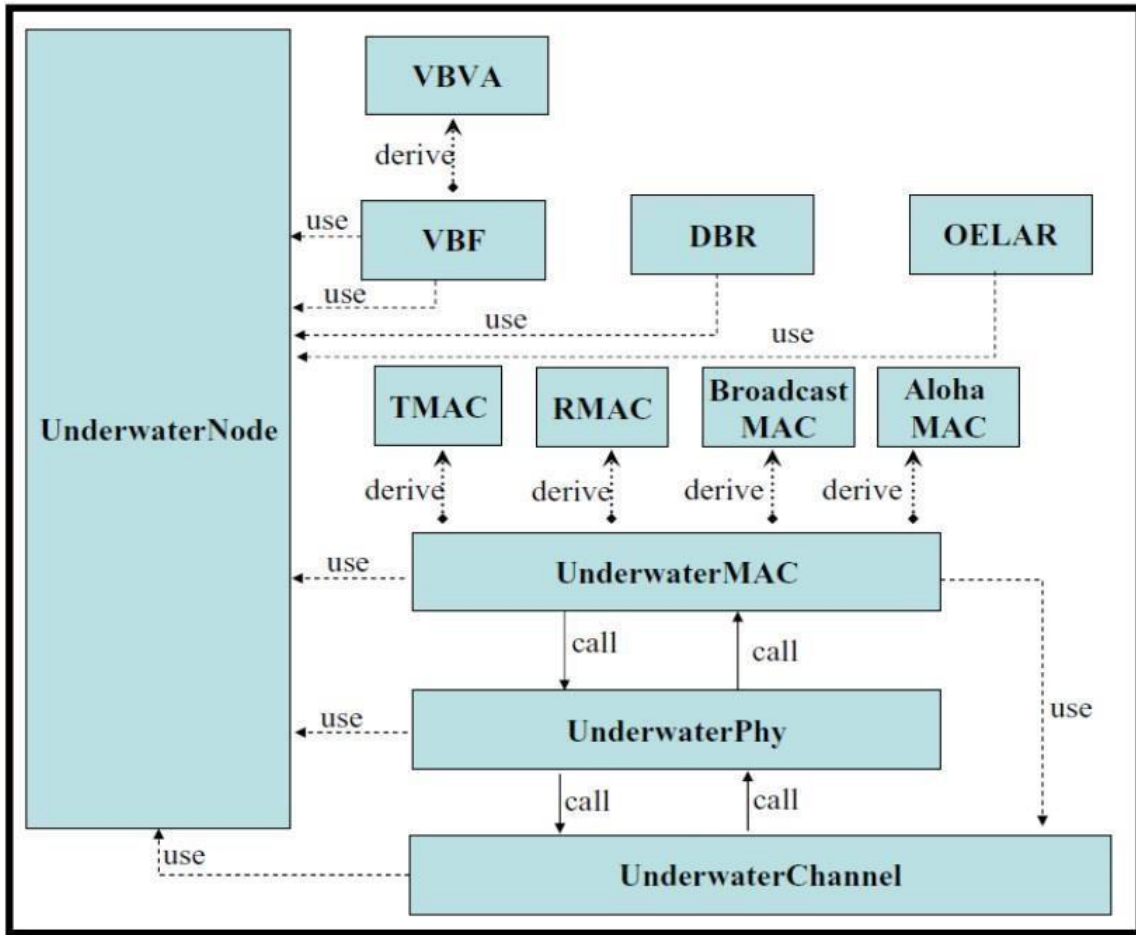 VBVA
derive
use
VBF
DBR
OELAR
use
use
use
TMAC
RMAC
Broadcast
MAC
Aloha
MAC
UnderwaterNode
derive
derive
derive
derive
use
UnderwaterMAC
call
call
use
UnderwaterPhy
use
call
call
use
UnderwaterChannel